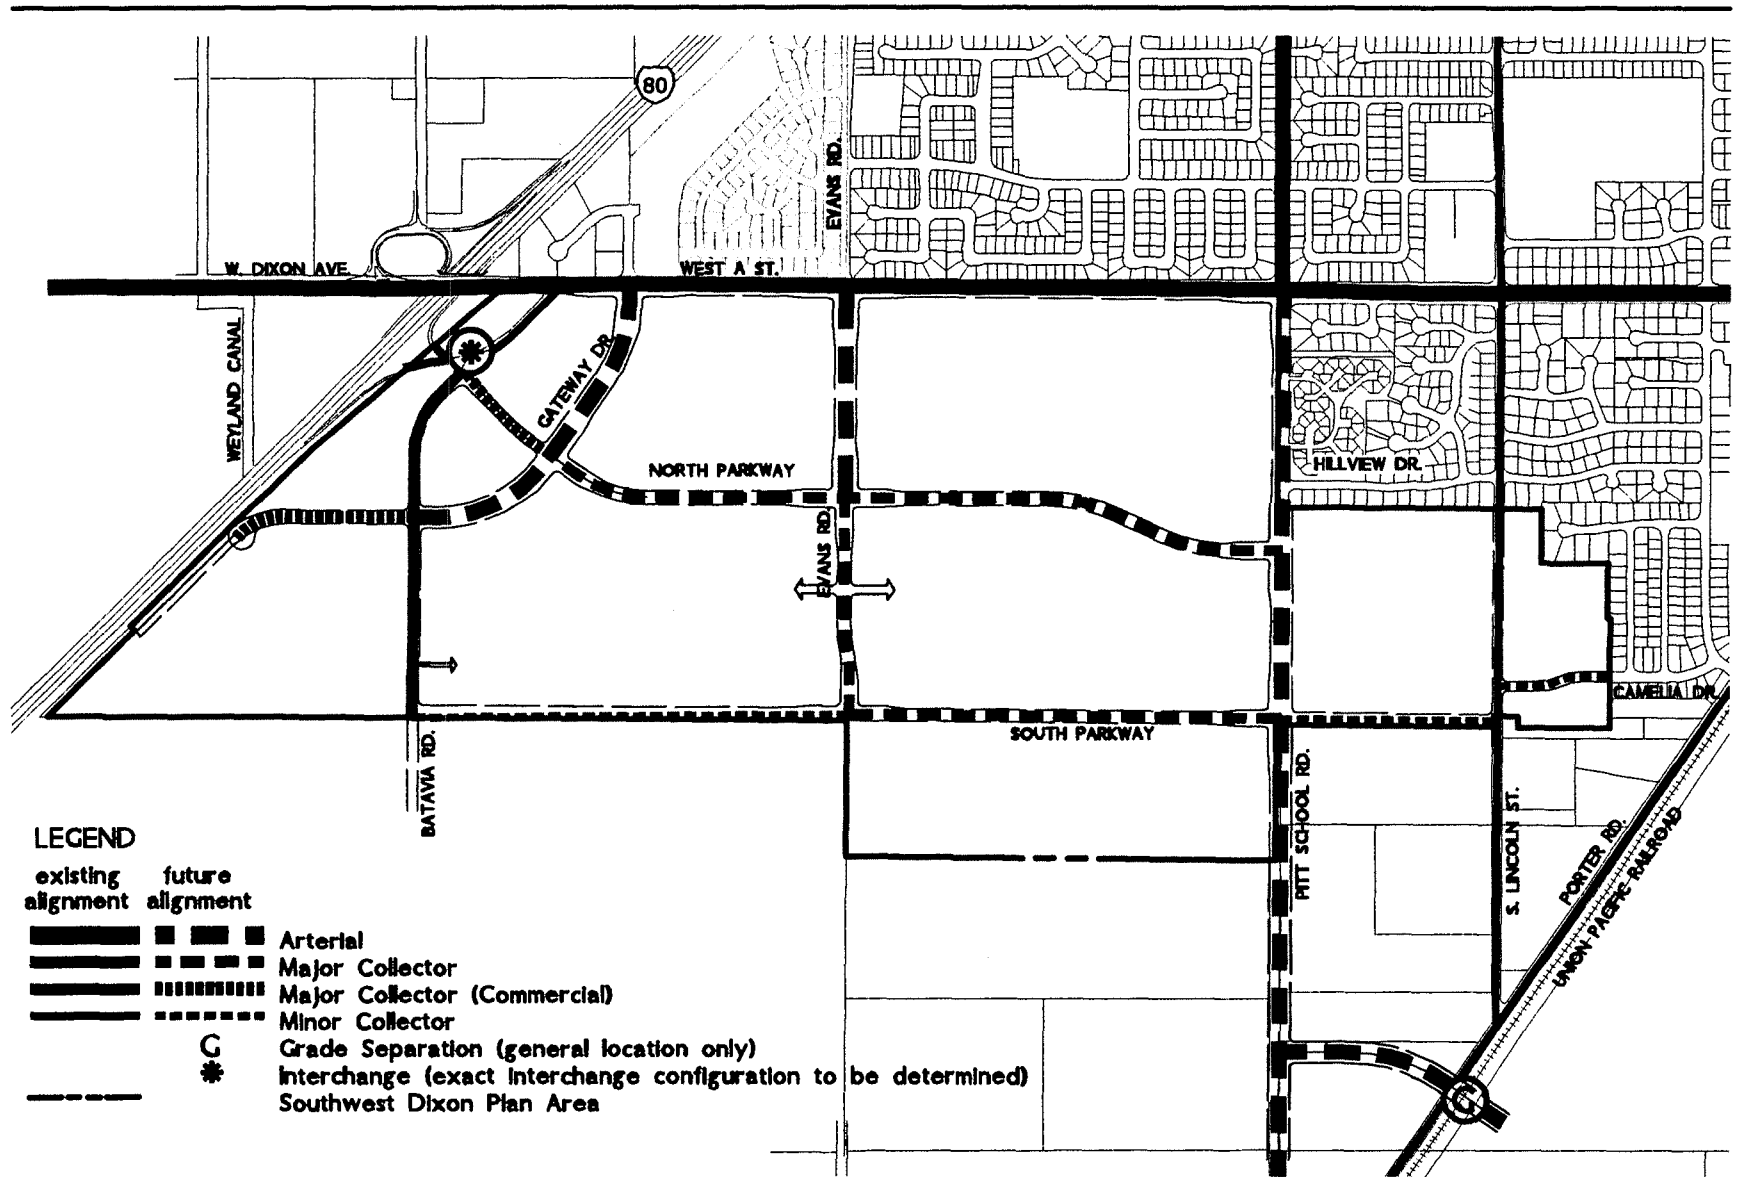 80
EVANS RD.
W. DIXON AVE.
WEST A ST.
WEYLAND CANAL
GATEWAY DR.
NORTH PARKWAY
HILLVIEW DR.
EVANS RD.
CAMELIA DR.
SOUTH PARKWAY
BATAVIA RD.
PITT SCHOOL RD.
S. LINCOLN ST.
PORTER RD.
UNION PACIFIC RAILROAD
G
LEGEND
existing future
alignment alignment
Arterial
Major Collector
Major Collector (Commercial)
Minor Collector
G Grade Separation (general location only)
Interchange (exact interchange configuration to be determined)
Southwest Dixon Plan Area